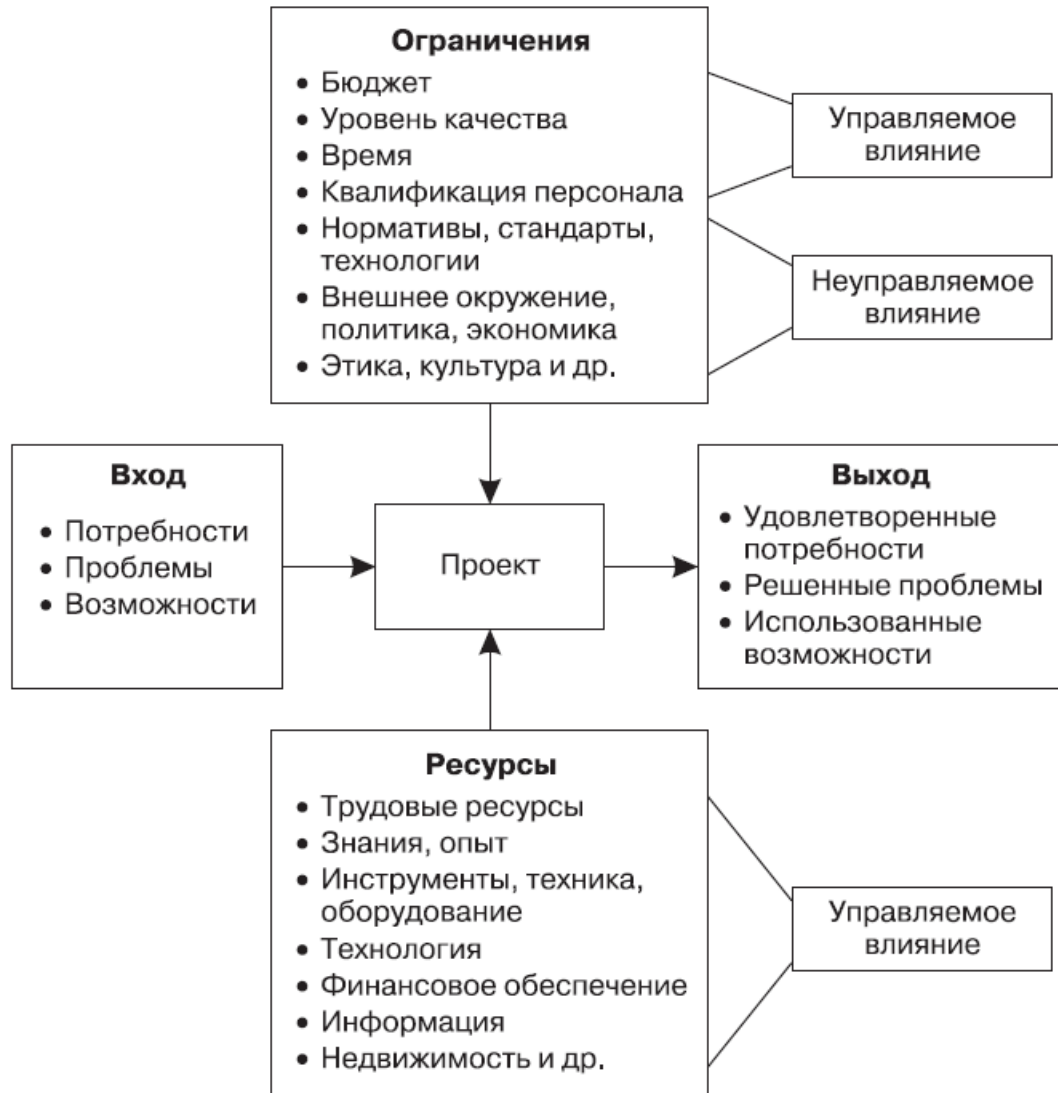 Ограничения
• Бюджет
• Уровень качества
• Время
• Квалификация персонала
• Нормативы, стандарты,
технологии
• Внешнее окружение,
политика, экономика
• Этика, культура и др.
Управляемое
влияние
Неуправляемое
влияние
Вход
• Потребности
• Проблемы
• Возможности
Проект
Выход
• Удовлетворенные
потребности
• Решенные проблемы
• Использованные
возможности
Ресурсы
• Трудовые ресурсы
• Знания, опыт
• Инструменты, техника,
оборудование
• Технология
• Финансовое обеспечение
• Информация
• Недвижимость и др.
Управляемое
влияние